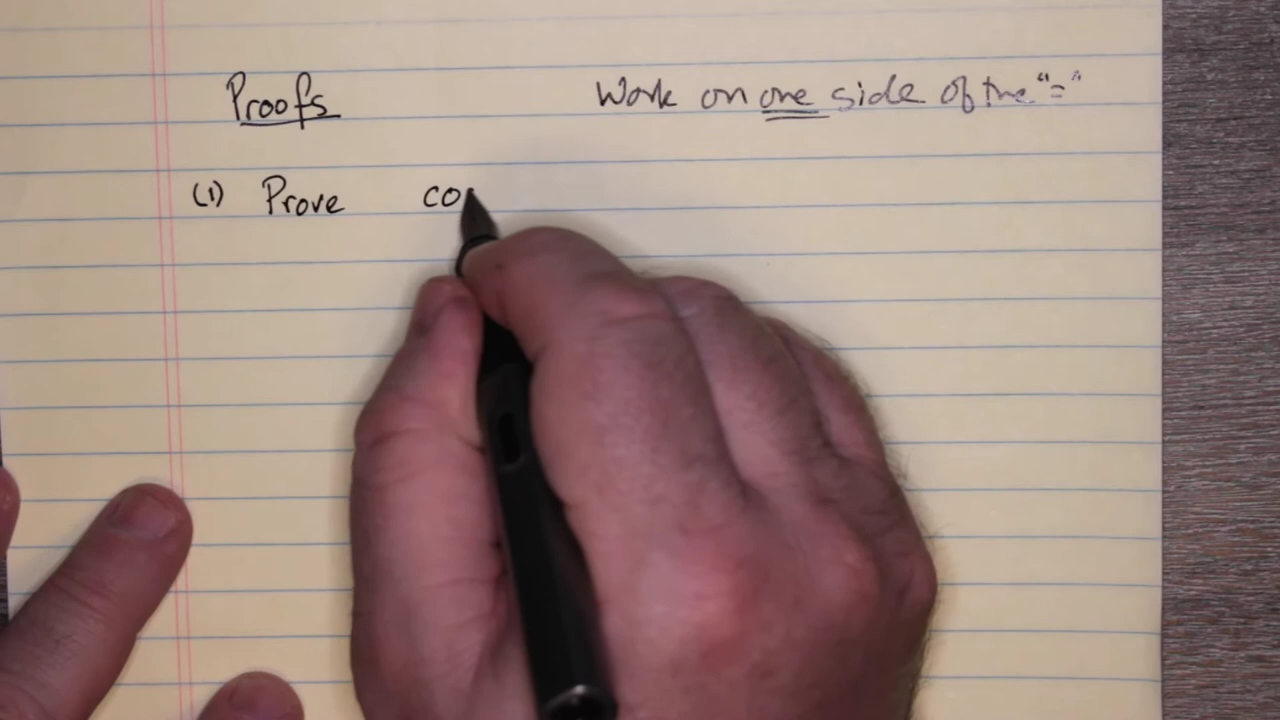 Proofs
Work on one side of the "="
(1) Prove co